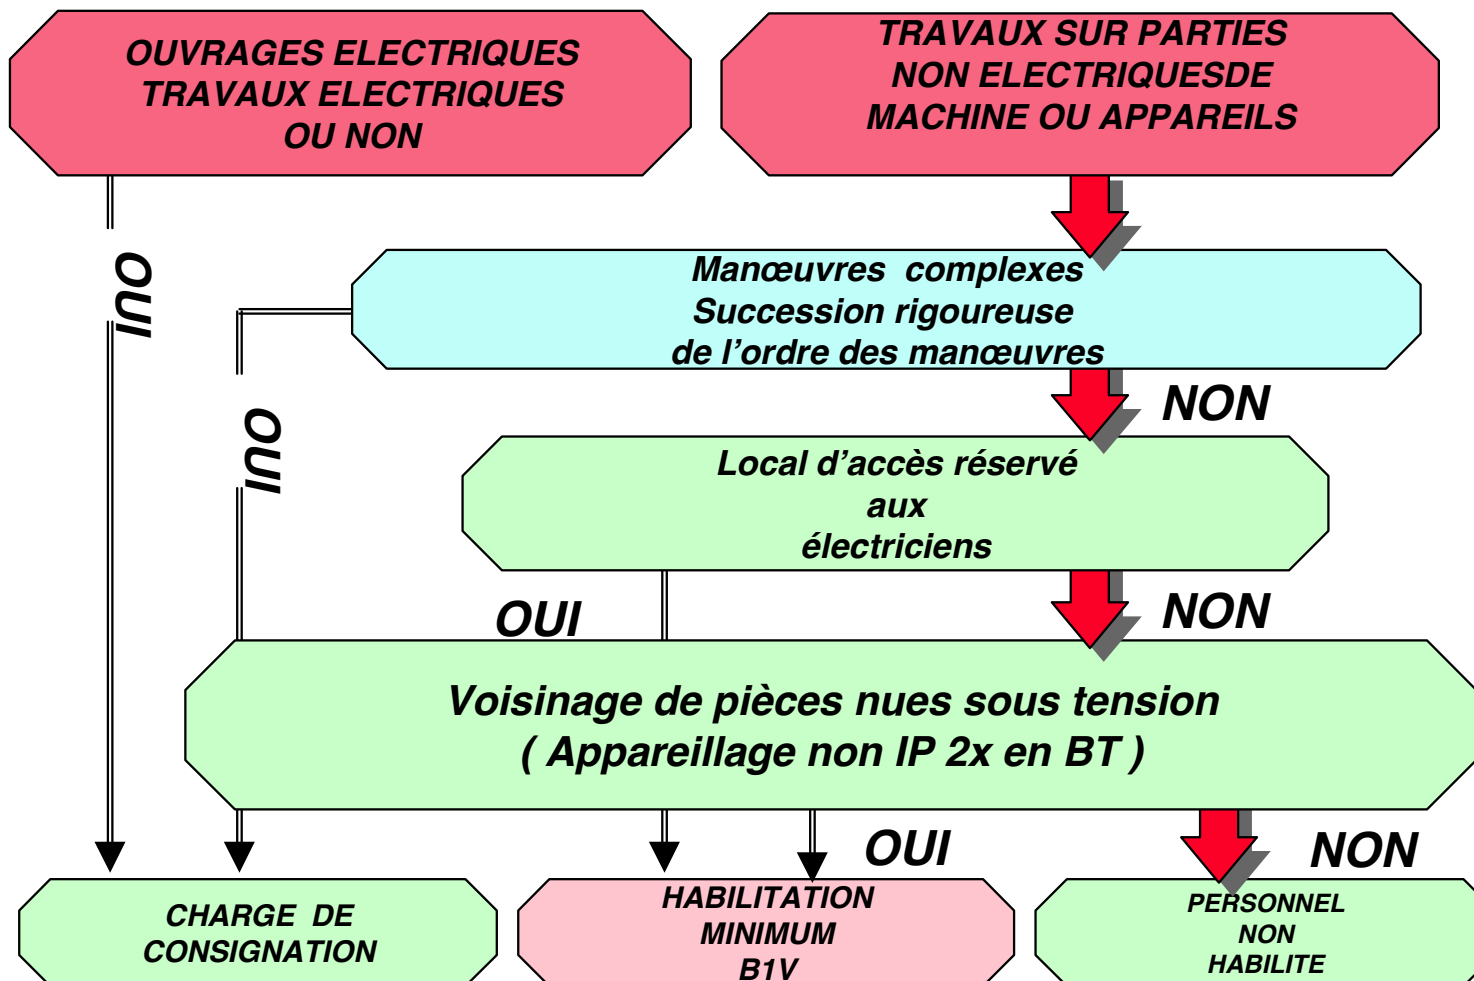 OUVRAGES ELECTRIQUES
TRAVAUX ELECTRIQUES
OU NON
TRAVAUX SUR PARTIES
NON ELECTRIQUESDE
MACHINE OU APPAREILS
OUI
Manœuvres complexes
Succession rigoureuse
de l'ordre des manœuvres
OUI
NON
Local d'accès réservé
aux
électriciens
OUI
NON
Voisinage de pièces nues sous tension
( Appareillage non IP 2x en BT )
OUI
NON
CHARGE DE
CONSIGNATION
HABILITATION
MINIMUM
B1V
PERSONNEL
NON
HABILITE